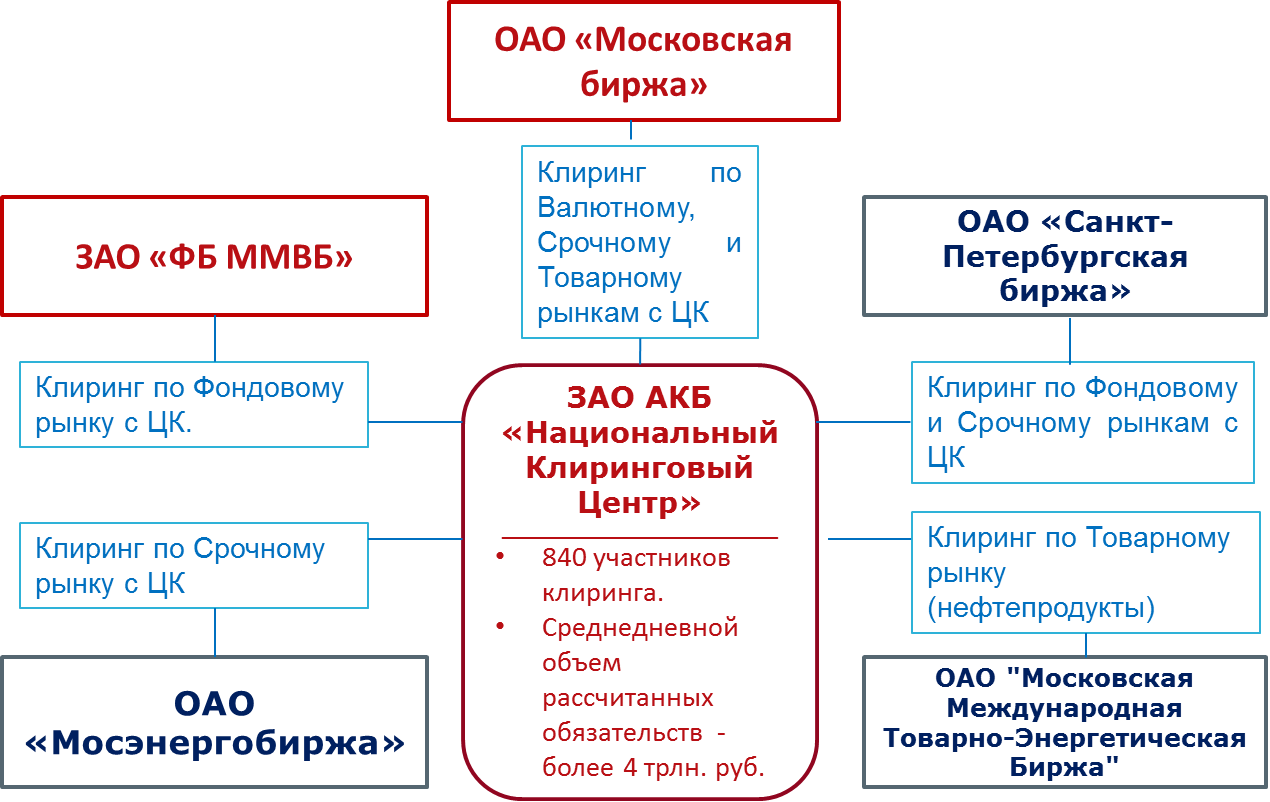 ОАО «Московская
биржа»
Клиринг по
Валютному,
Срочному и
Товарному
рынкам с ЦК
ЗАО «ФБ ММВБ»
Клиринг по Фондовому
рынку с ЦК.
ОАО «Санкт-
Петербургская
биржа»
Клиринг по Фондовому
и Срочному рынкам с
ЦК
ЗАО АКБ
«Национальный
Клиринговый
Центр»
• 840 участников
клиринга.
• Среднедневной
объем
рассчитанных
обязательств -
более 4 трлн. руб.
Клиринг по Срочному
рынку с ЦК
ОАО
«Мосэнергобиржа»
Клиринг по Товарному
рынку
(нефтепродукты)
ОАО "Московская
Международная
Товарно-Энергетическая
Биржа"